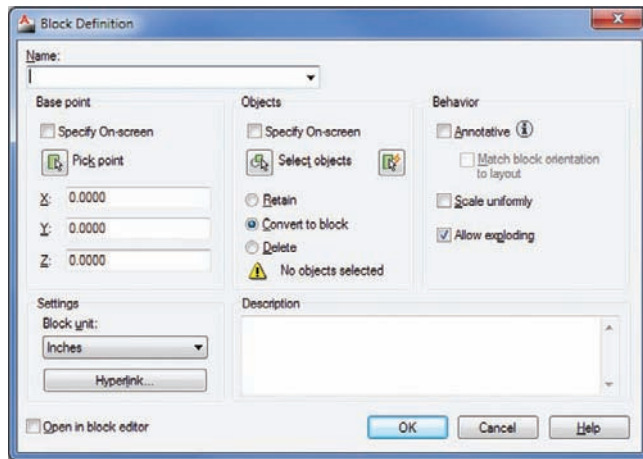 Block Definition
Name:
Base point
Specify On-screen
Pick point
X: 0.0000
Y: 0.0000
Z: 0.0000
Objects
Specify On-screen
Select objects
Retain
Convert to block
Delete
No objects selected
Behavior
Annotative
Match block orientation
to layout
Scale uniformly
Allow exploding
Settings
Block unit:
Inches
Hyperlink...
Description
Open in block editor
OK
Cancel
Help